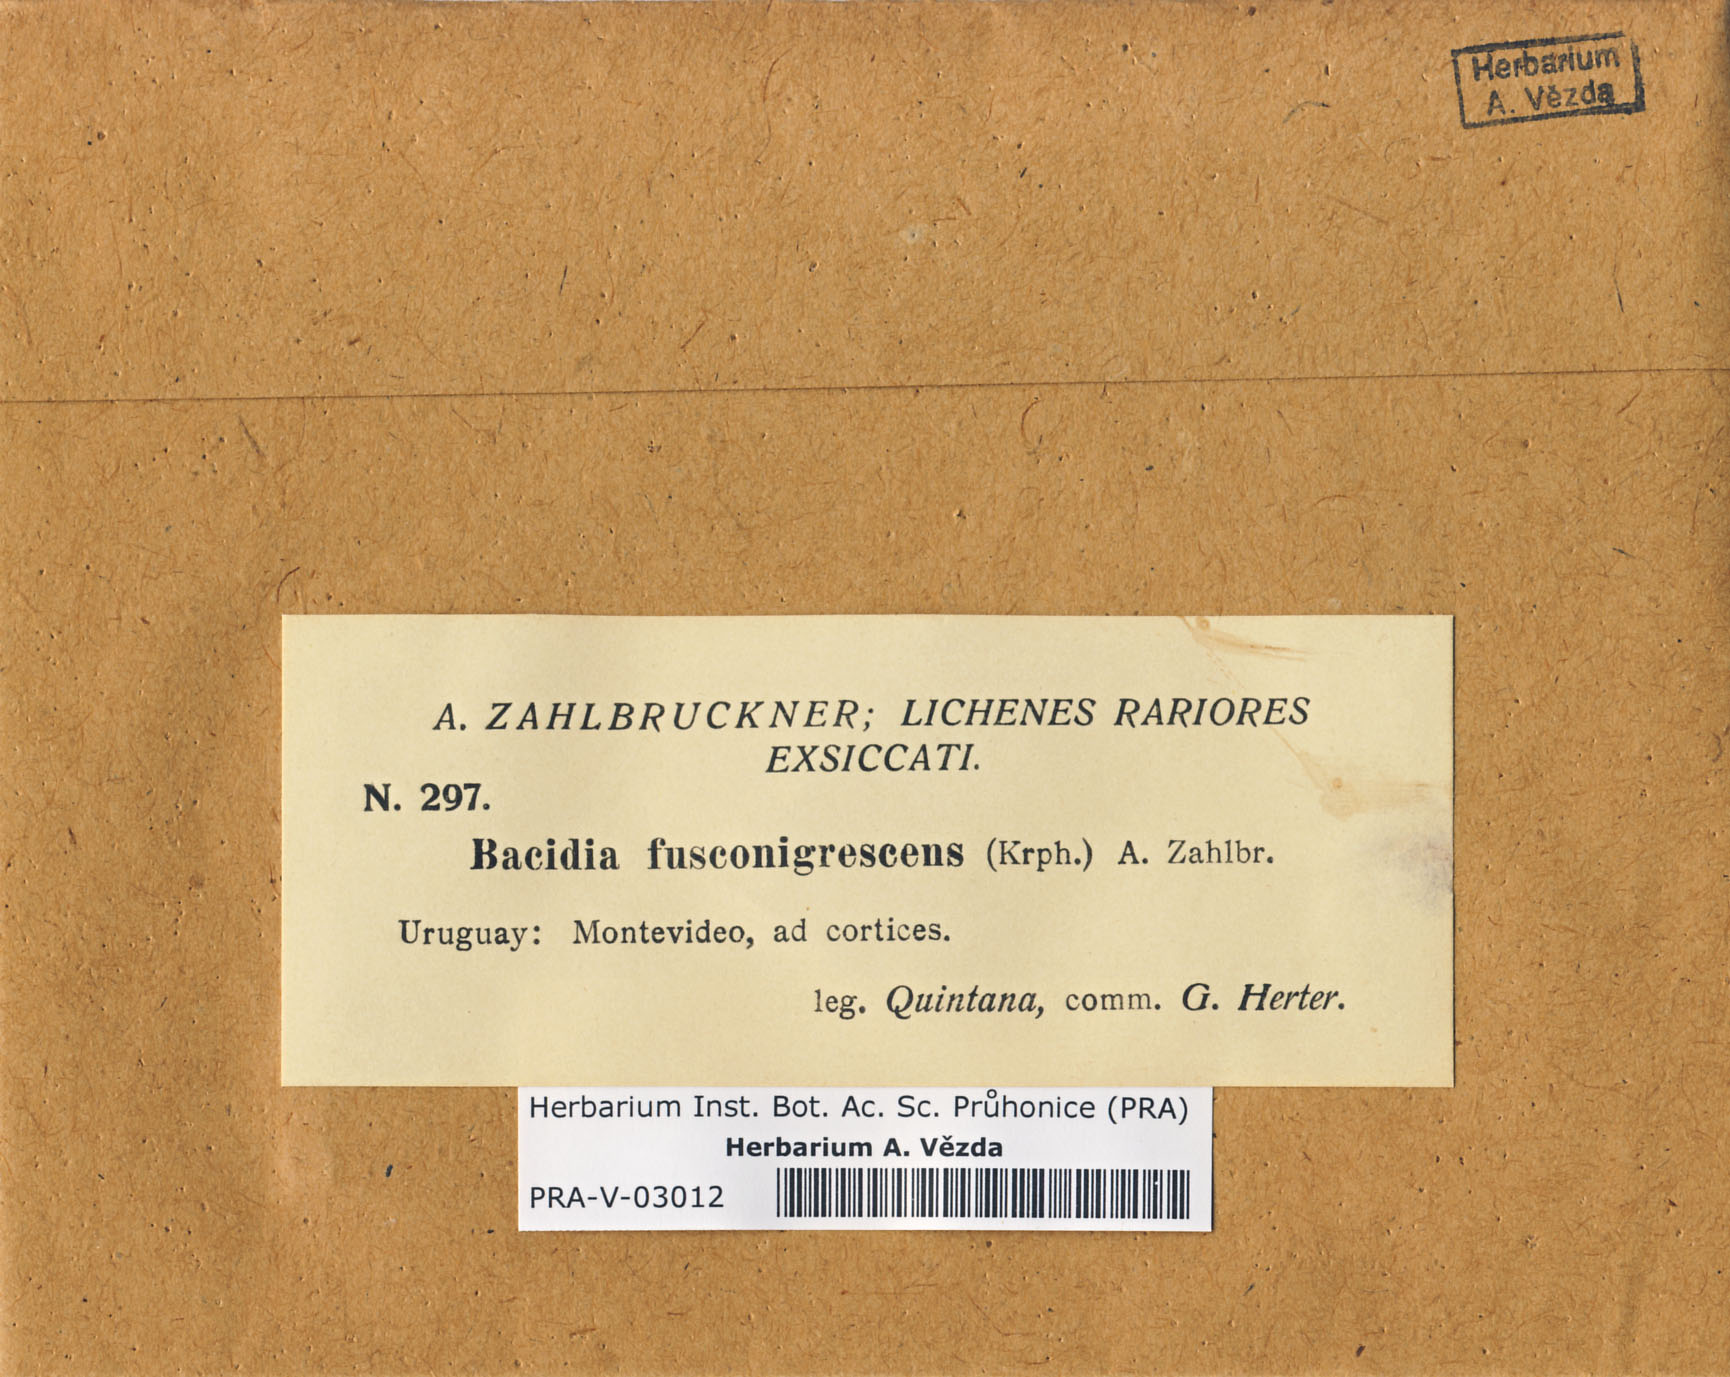 Herbarium
A. Vězda
A. ZAHLBRUCKNER; LICHENES RARIORES
EXSICCATI.
N. 297.
Bacidia fusconigrescens (Krph.) A. Zahlbr.
Uruguay: Montevideo, ad cortices.
leg. Quintana, comm. G. Herter.
Herbarium Inst. Bot. Ac. Sc. Průhonice (PRA)
Herbarium A. Vězda
PRA-V-03012